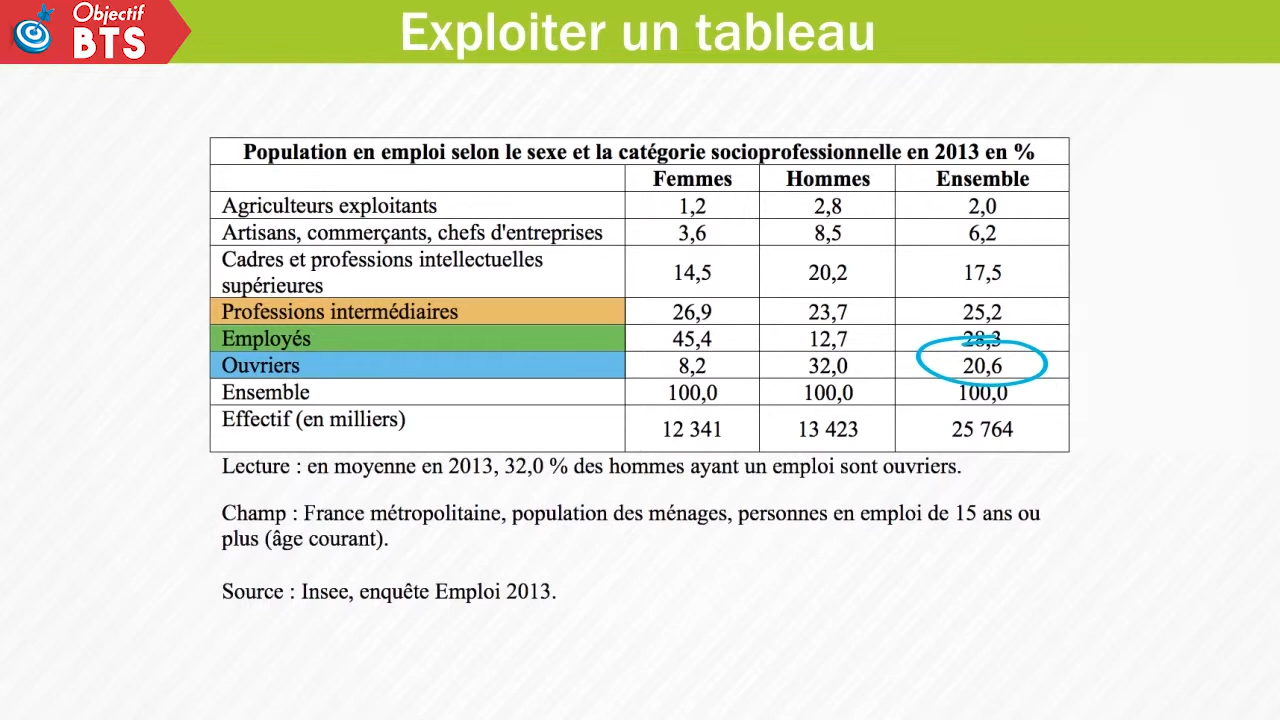 Objectif
BTS
Exploiter un tableau
Population en emploi selon le sexe et la catégorie socioprofessionnelle en 2013 en %
Femmes Hommes Ensemble
Agriculteurs exploitants 1,2 2,8 2,0
Artisans, commerçants, chefs d'entreprises 3,6 8,5 6,2
Cadres et professions intellectuelles
supérieures 14,5 20,2 17,5
Professions intermédiaires 26,9 23,7 25,2
Employés 45,4 12,7 28,3
Ouvriers 8,2 32,0 20,6
Ensemble 100,0 100,0 100,0
Effectif (en milliers) 12 341 13 423 25 764
Lecture : en moyenne en 2013, 32,0 % des hommes ayant un emploi sont ouvriers.
Champ : France métropolitaine, population des ménages, personnes en emploi de 15 ans ou
plus (âge courant).
Source : Insee, enquête Emploi 2013.